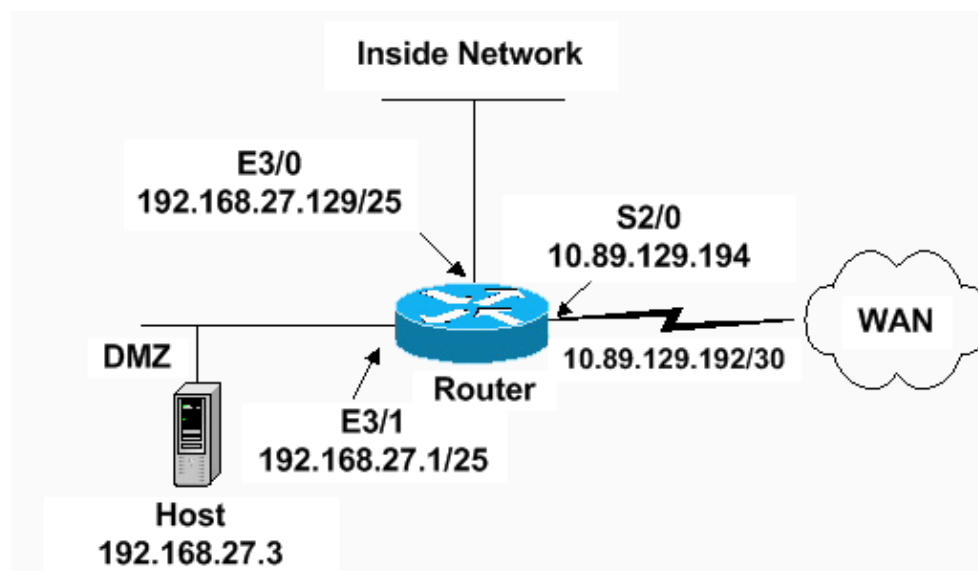 Inside Network
E3/0
192.168.27.129/25
S2/0
10.89.129.194
WAN
DMZ
10.89.129.192/30
Router
E3/1
192.168.27.1/25
Host
192.168.27.3